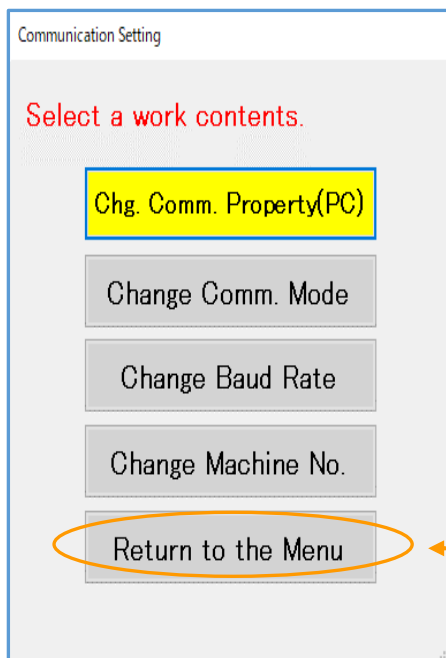 Communication Setting
Select a work contents.
Chg. Comm. Property(PC)
Change Comm. Mode
Change Baud Rate
Change Machine No.
Return to the Menu